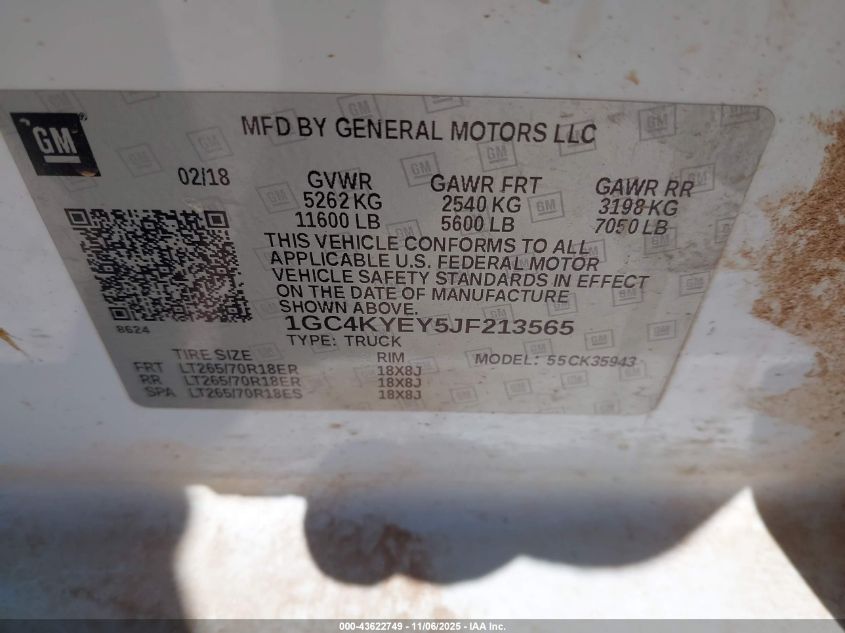 GM
MFD BY GENERAL MOTORS LLC
02/18 GVWR GAWR FRT GAWR RR
5262 KG 2540 KG 3198 KG
11600 LB 5600 LB 7050 LB
THIS VEHICLE CONFORMS TO ALL
APPLICABLE U.S. FEDERAL MOTOR
VEHICLE SAFETY STANDARDS IN EFFECT
ON THE DATE OF MANUFACTURE
SHOWN ABOVE.
8624 1GC4KYEY5JF213565
TYPE: TRUCK
TIRE SIZE RIM MODEL: 55CK35943
FRT LT265/70R18ER 18X8J
RR LT265/70R18ER 18X8J
SPA LT265/70R18ES 18X8J
000-43622749 - 11/06/2025 - IAA Inc.